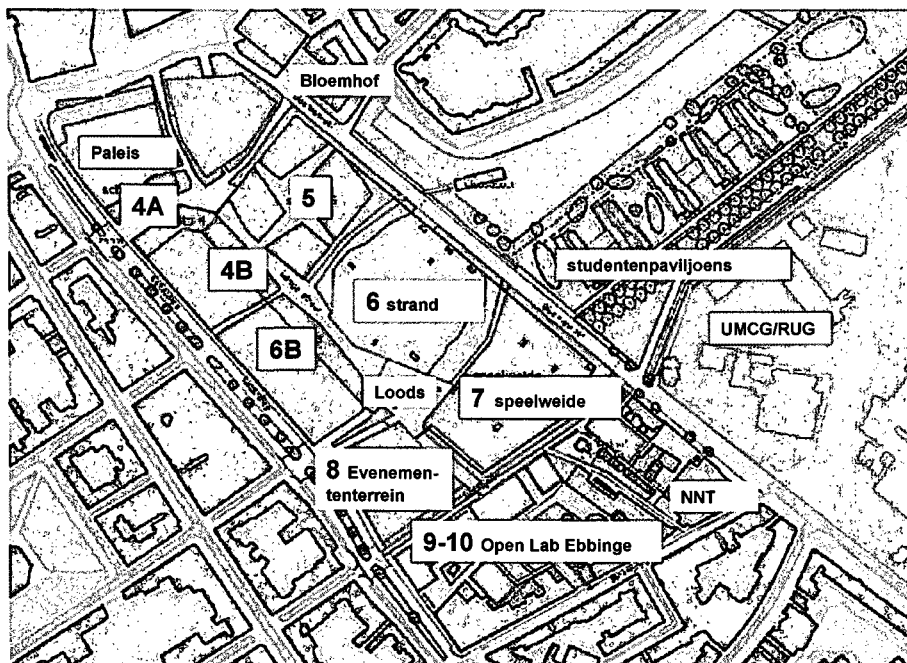 Bloemhof
Paleis
4A
5
4B
studentenpaviljoens
6 strand
UMCG/RUG
6B
Loods
7 speelweide
8 Evenemen-
tenterrein
NNT
9-10 Open Lab Ebbinge